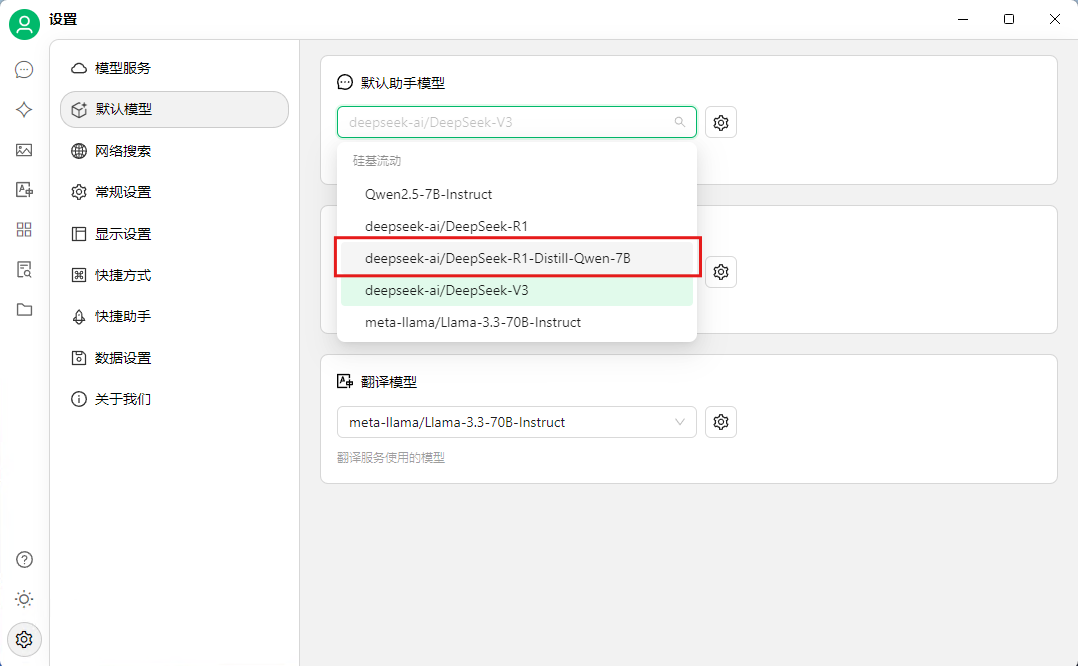 设置
模型服务
默认模型
网络搜索
常规设置
显示设置
快捷方式
快捷助手
数据设置
关于我们
默认助手模型
deepseek-ai/DeepSeek-V3
硅基流动
Qwen2.5-7B-Instruct
deepseek-ai/DeepSeek-R1
deepseek-ai/DeepSeek-R1-Distill-Qwen-7B
deepseek-ai/DeepSeek-V3
meta-llama/Llama-3.3-70B-Instruct
翻译模型
meta-llama/Llama-3.3-70B-Instruct
翻译服务使用的模型